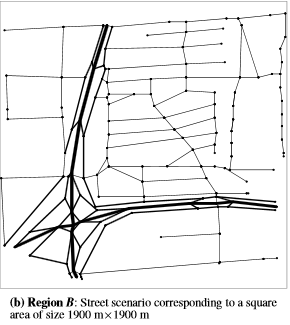 (b) Region B: Street scenario corresponding to a square
area of size 1900 m×1900 m